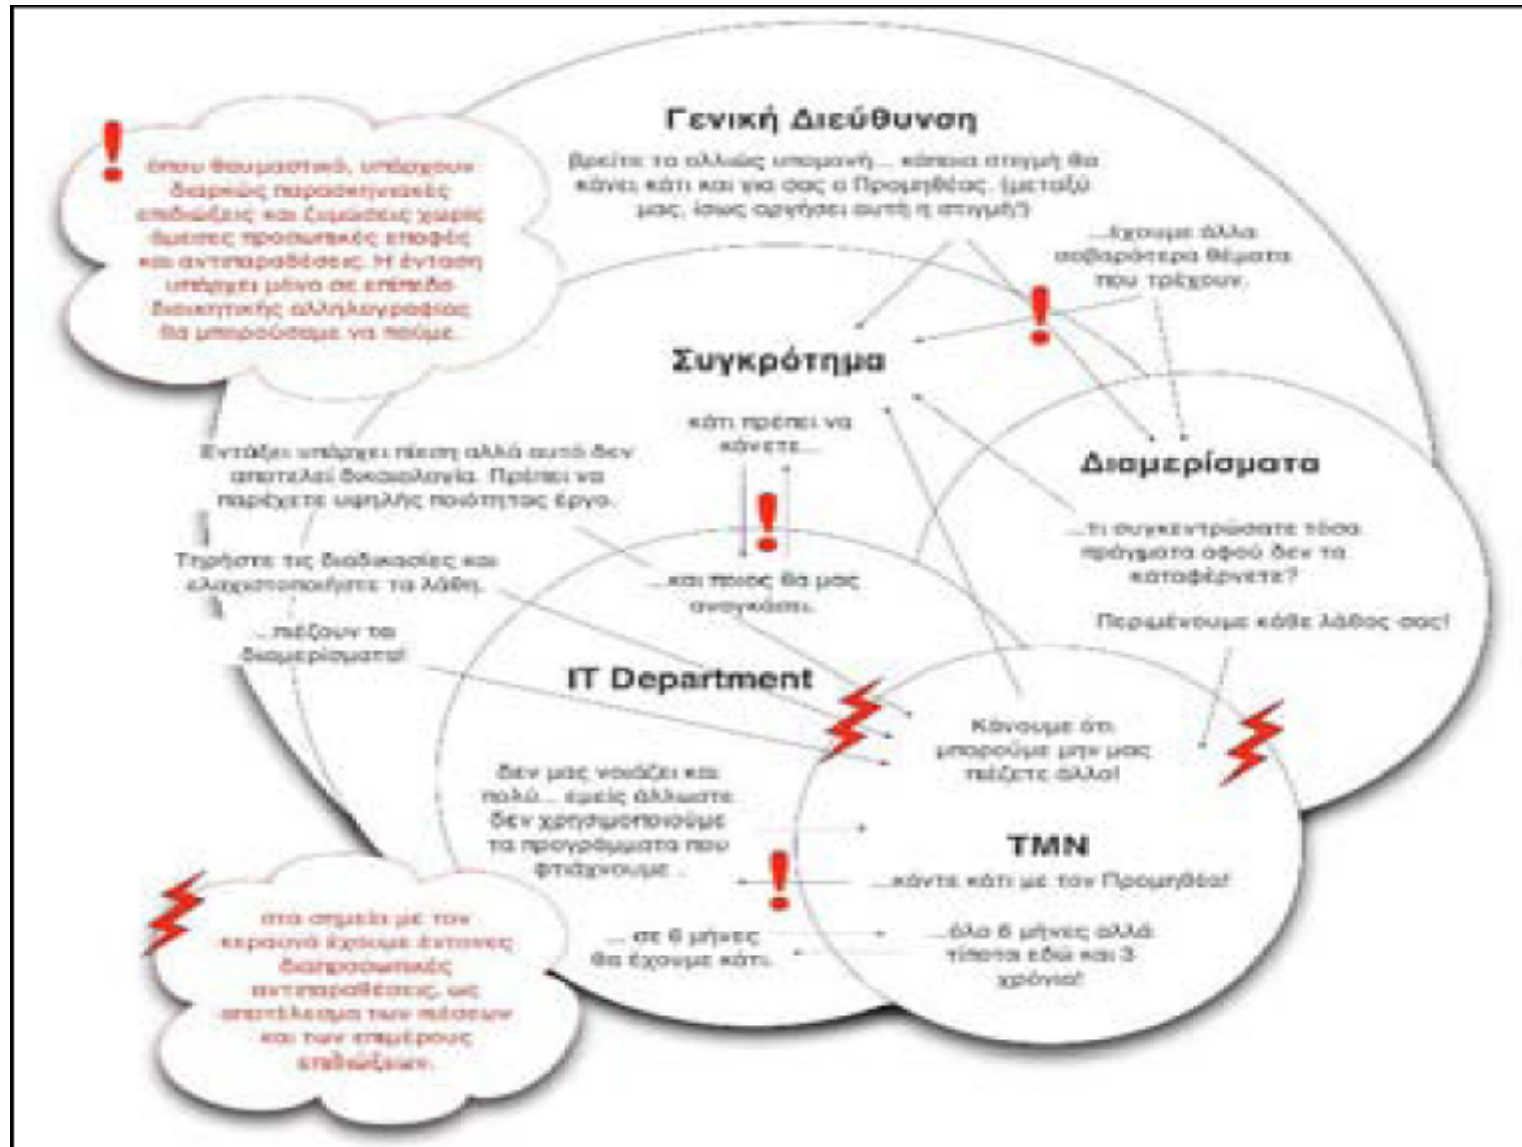 Γενική Διεύθυνση
βρείτε τα αλλιώς υπομονή... κάποια στιγμή θα
κάνει κάτι και για σας ο Προμηθέας. (μεταξύ
μας, ίσως αργήσει αυτή η στιγμή!)
όπου θαυμαστικό, υπάρχουν
διαρκώς παρασκηνιακές
επιδιώξεις και ζυμώσεις χωρίς
άμεσες προσωπικές επαφές
και αντιπαραθέσεις. Η ένταση
υπάρχει μόνο σε επίπεδο
διοικητικής αλληλογραφίας
θα μπορούσαμε να πούμε.
...έχουμε άλλα
σοβαρότερα θέματα
που τρέχουν.
Συγκρότημα
κάτι πρέπει να
κάνετε...
Εντάξει υπάρχει πίεση αλλά αυτό δεν
αποτελεί δικαιολογία. Πρέπει να
παρέχετε υψηλής ποιότητας έργο.
Τηρήστε τις διαδικασίες και
ελαχιστοποιήστε τα λάθη.
...πιέζουν τα
διαμερίσματα!
Διαμερίσματα
...τι συγκεντρώσατε τόσα
πράγματα αφού δεν τα
καταφέρνετε?
Περιμένουμε κάθε λάθος σας!
...και ποιος θα μας
αναγκάσει.
IT Department
δεν μας νοιάζει και
πολύ... εμείς άλλωστε
δεν χρησιμοποιούμε
τα προγράμματα που
φτιάχνουμε .
... σε 6 μήνες
θα έχουμε κάτι.
Κάνουμε ότι
μπορούμε μην μας
πιέζετε άλλο!
TMN
...κάντε κάτι με τον Προμηθέα!
...όλο 6 μήνες αλλά
τίποτα εδώ και 3
χρόνια!
στα σημεία με τον
κεραυνό έχουμε έντονες
διαπροσωπικές
αντιπαραθέσεις, ως
αποτέλεσμα των πιέσεων
και των επιμέρους
επιδιώξεων.